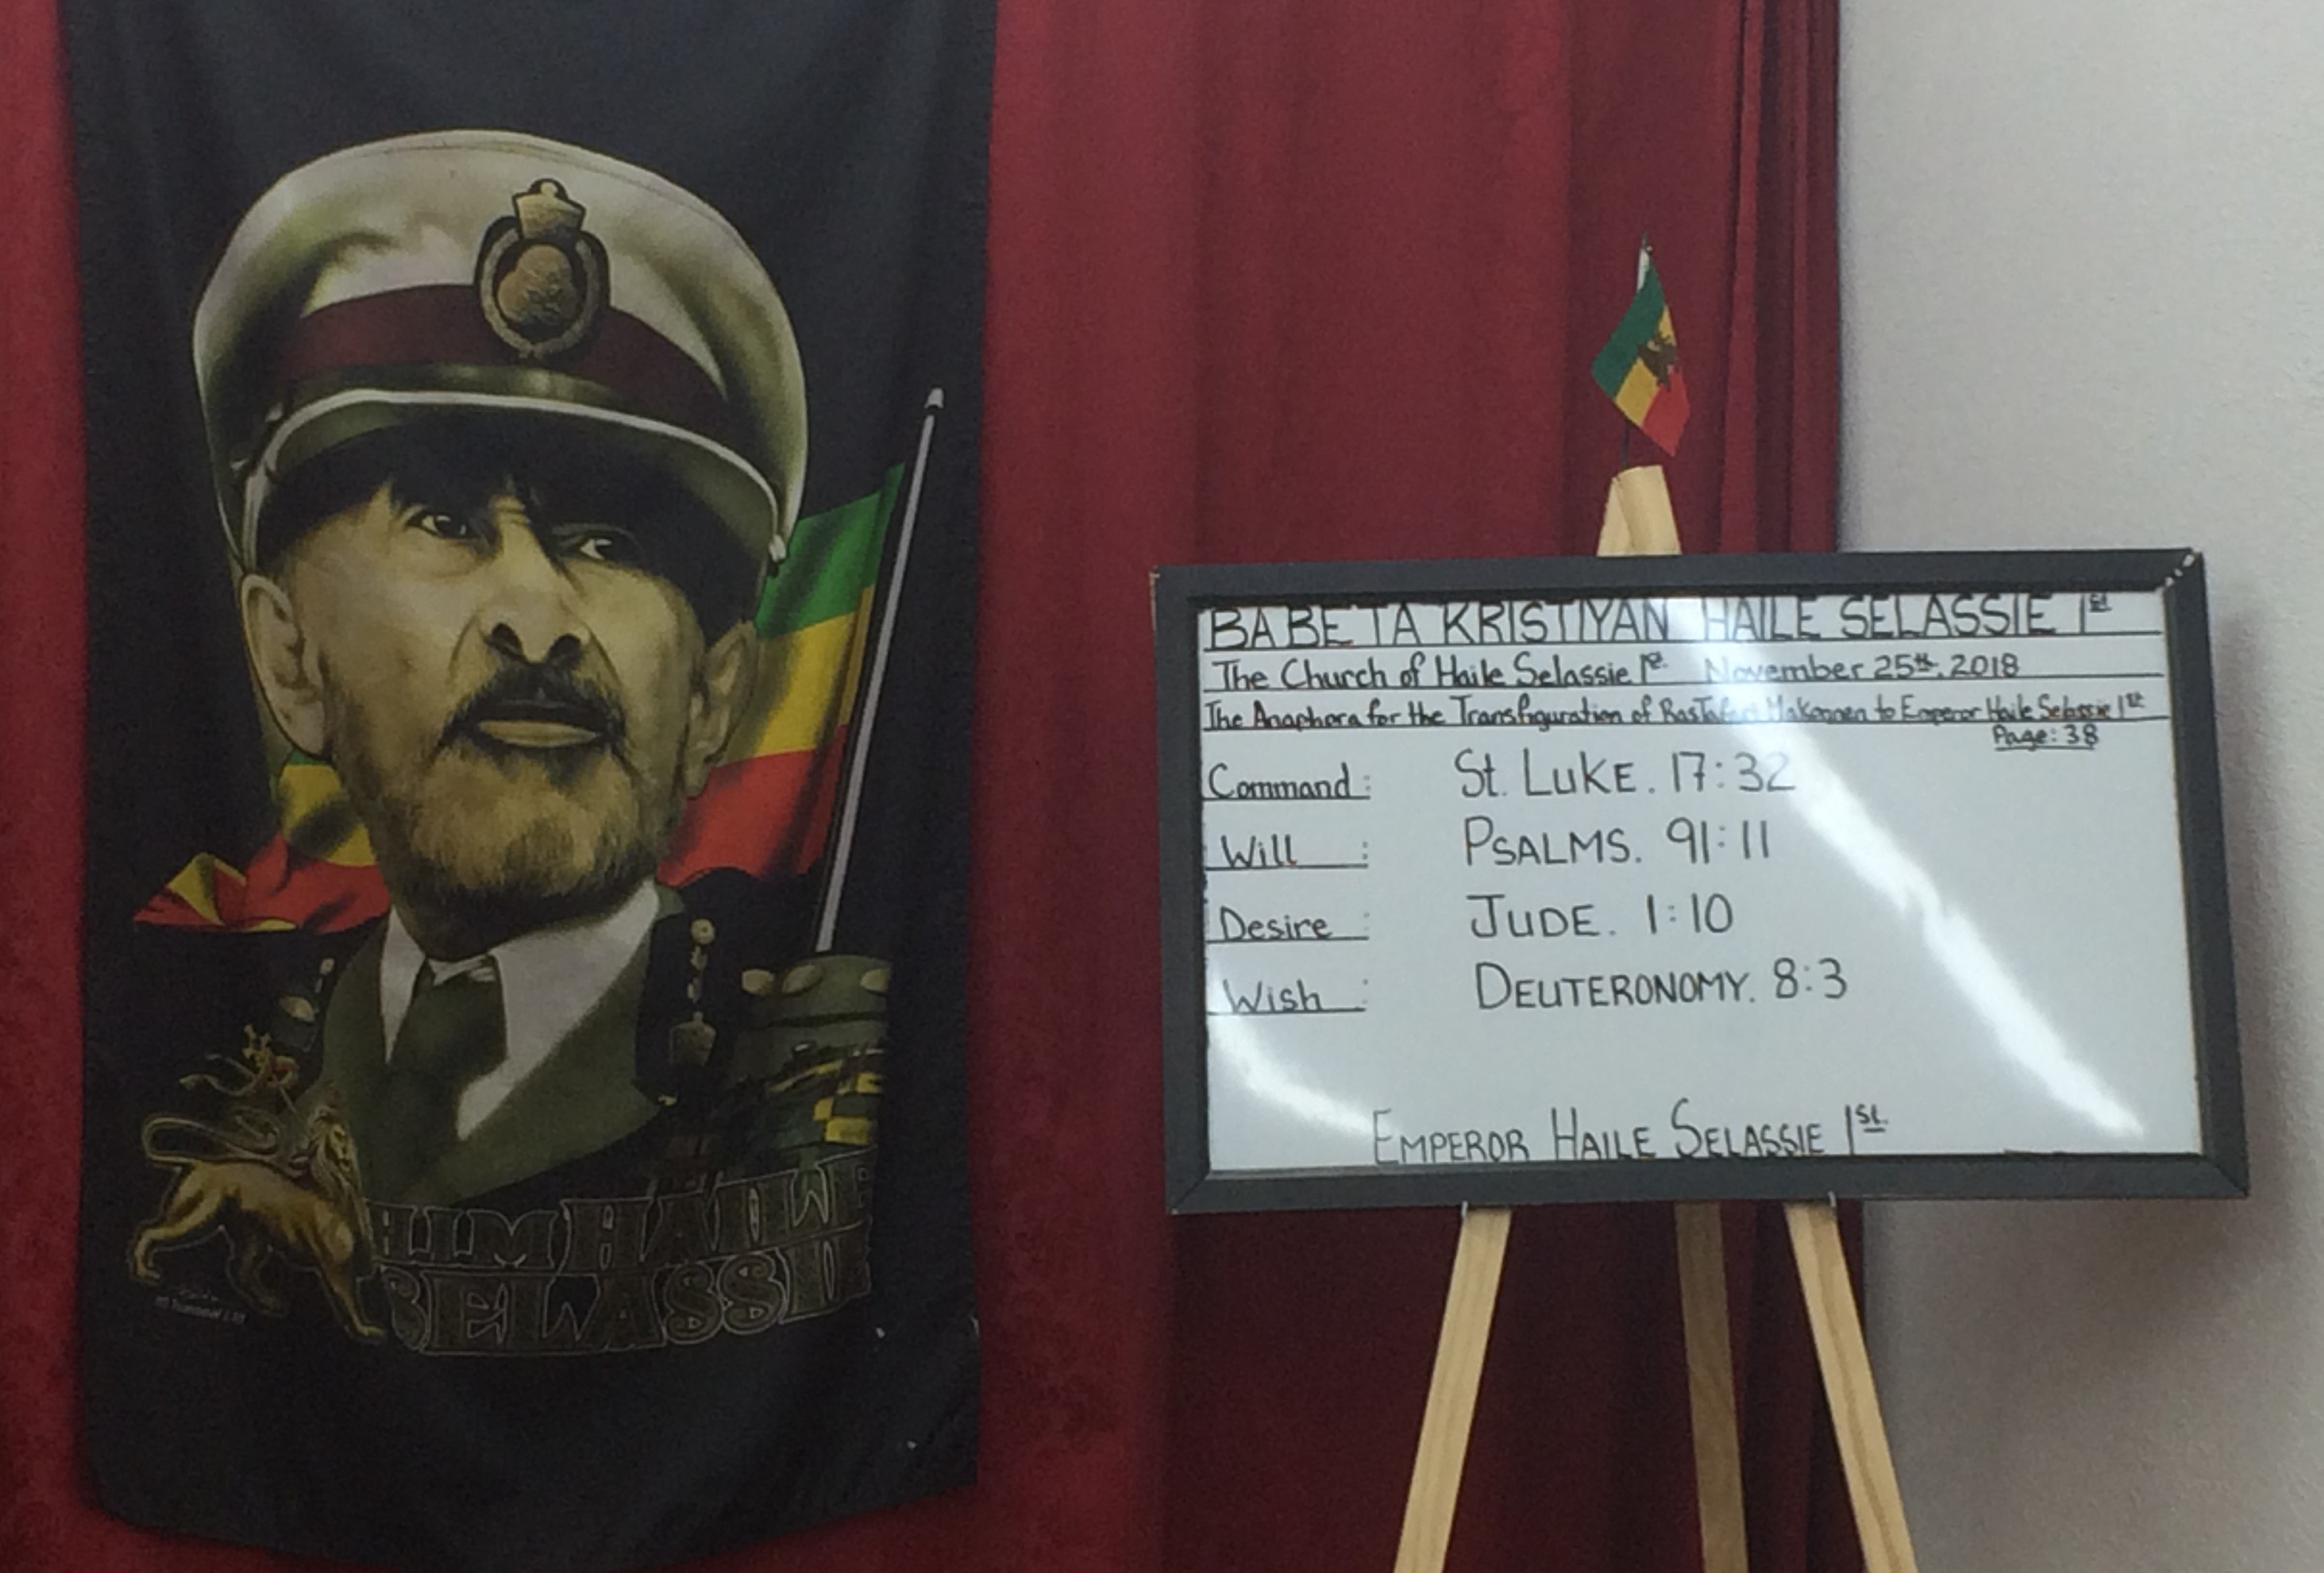 HIM HAILE
SELASSIE
BABETA KRISTIYAN HAILE SELASSIE 1st
The Church of Haile Selassie 1st. November 25th, 2018
The Anaphora for the Transfiguration of RasTafari Makonnen to Emperor Haile Selassie 1st
Page: 38
Command : St. LUKE. 17:32
Will : PSALMS. 91:11
Desire : JUDE. 1:10
Wish : DEUTERONOMY. 8:3
EMPEROR HAILE SELASSIE 1st.